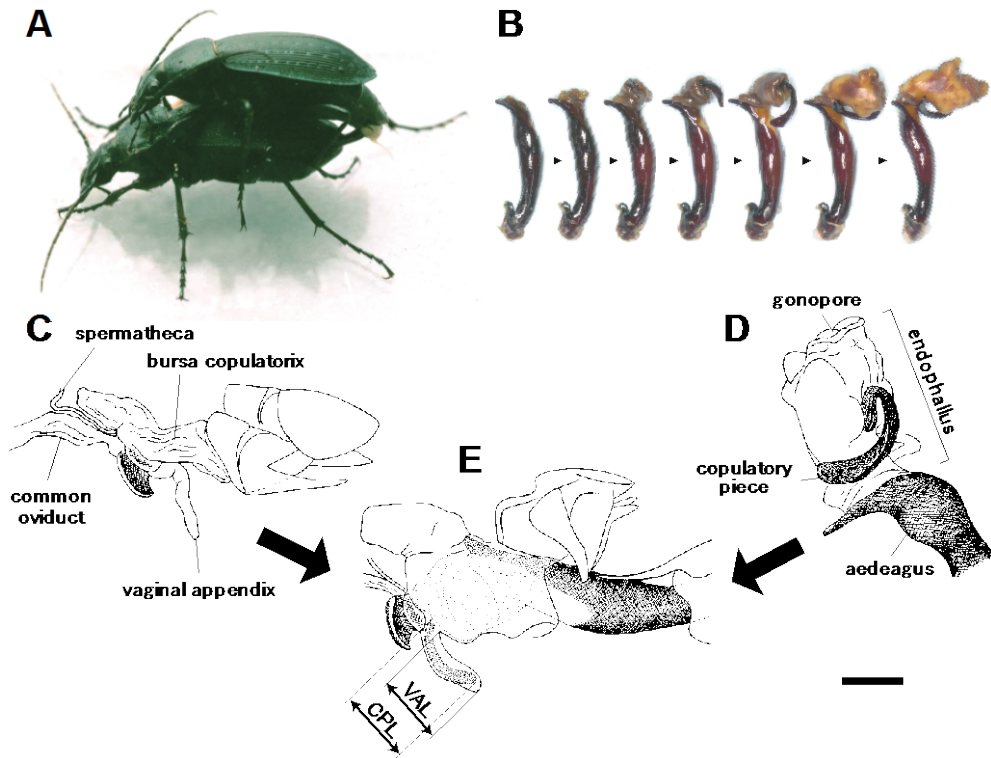 A
B
C
spermatheca
bursa copulatorix
common
oviduct
vaginal appendix
D
gonopore
endophallus
copulatory
piece
aedeagus
E
VAL
CPL